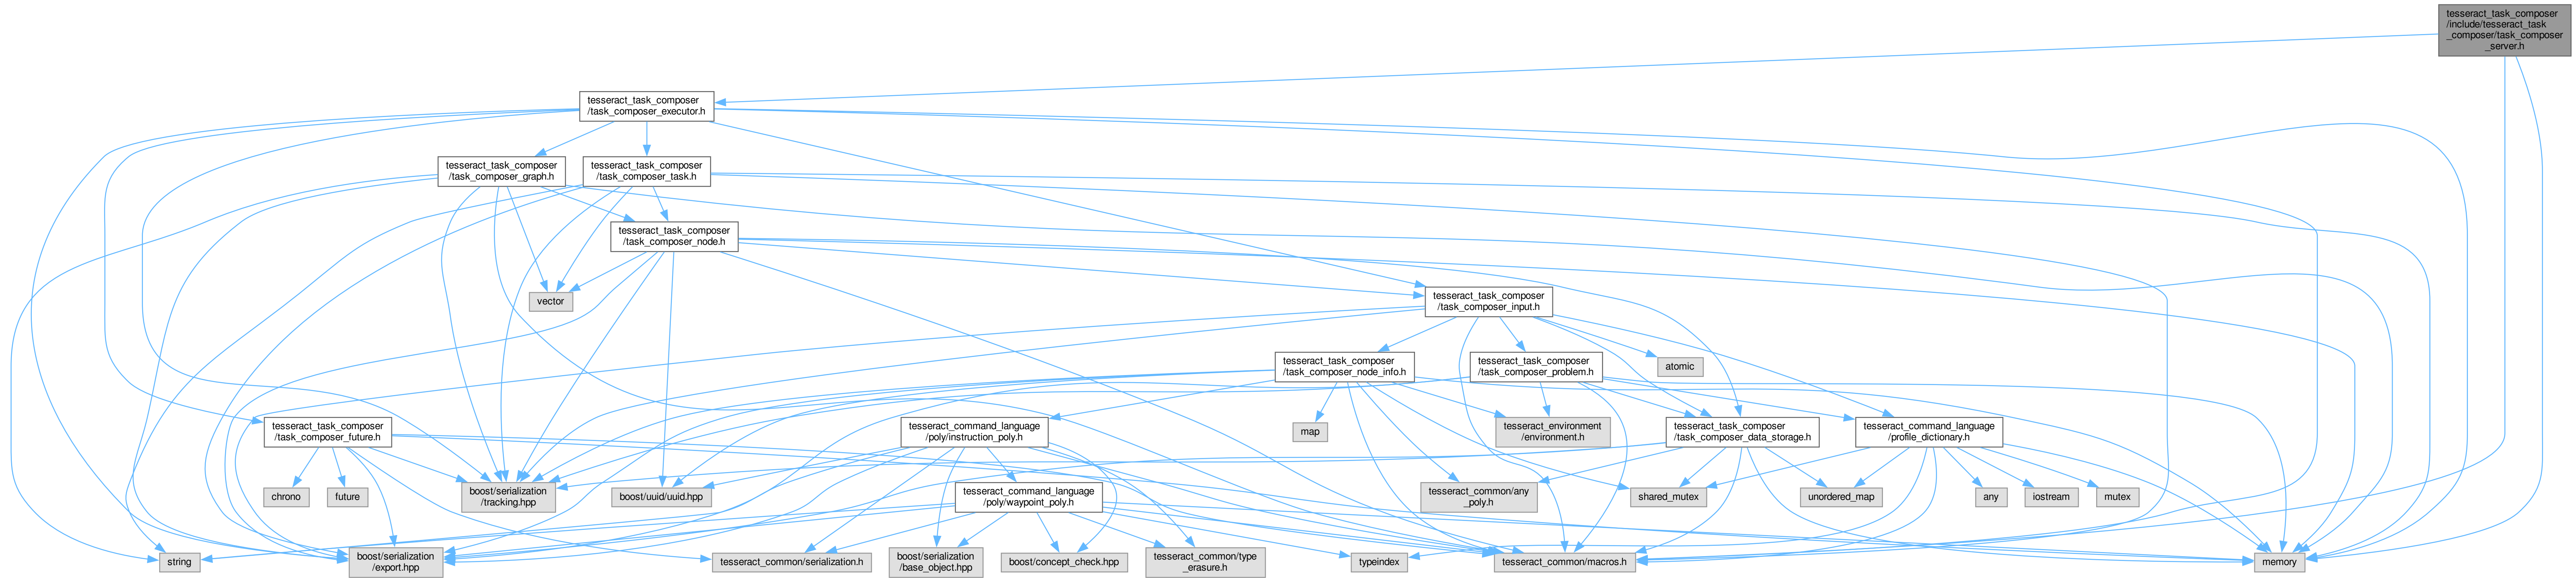 tesseract_task_composer
/include/tesseract_task
_composer/task_composer
_server.h
tesseract_task_composer
/task_composer_executor.h
tesseract_task_composer
/task_composer_graph.h
tesseract_task_composer
/task_composer_task.h
tesseract_task_composer
/task_composer_node.h
vector
tesseract_task_composer
/task_composer_input.h
tesseract_task_composer
/task_composer_node_info.h
tesseract_task_composer
/task_composer_problem.h
atomic
tesseract_task_composer
/task_composer_future.h
tesseract_command_language
/poly/instruction_poly.h
map
tesseract_environment
/environment.h
tesseract_task_composer
/task_composer_data_storage.h
tesseract_command_language
/profile_dictionary.h
chrono
future
boost/serialization
/tracking.hpp
boost/uuid/uuid.hpp
tesseract_command_language
/poly/waypoint_poly.h
tesseract_common/any
_poly.h
shared_mutex
unordered_map
any
iostream
mutex
string
boost/serialization
/export.hpp
tesseract_common/serialization.h
boost/serialization
/base_object.hpp
boost/concept_check.hpp
tesseract_common/type
_erasure.h
typeindex
tesseract_common/macros.h
memory